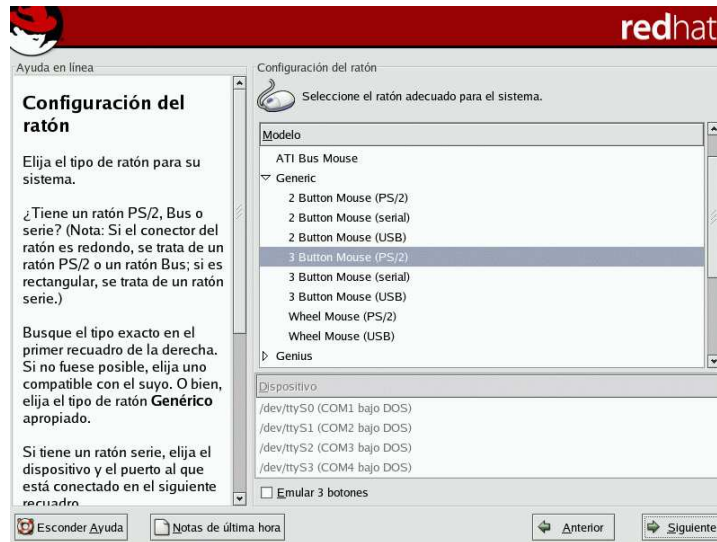 redhat
Ayuda en línea
Configuración del
ratón
Elija el tipo de ratón para su
sistema.
¿Tiene un ratón PS/2, Bus o
serie? (Nota: Si el conector del
ratón es redondo, se trata de un
ratón PS/2 o un ratón Bus; si es
rectangular, se trata de un ratón
serie.)
Busque el tipo exacto en el
primer recuadro de la derecha.
Si no fuese posible, elija uno
compatible con el suyo. O bien,
elija el tipo de ratón Genérico
apropiado.
Si tiene un ratón serie, elija el
dispositivo y el puerto al que
está conectado en el siguiente
recuadro.
Configuración del ratón
Seleccione el ratón adecuado para el sistema.
Modelo
ATI Bus Mouse
Generic
2 Button Mouse (PS/2)
2 Button Mouse (serial)
2 Button Mouse (USB)
3 Button Mouse (PS/2)
3 Button Mouse (serial)
3 Button Mouse (USB)
Wheel Mouse (PS/2)
Wheel Mouse (USB)
Genius
Dispositivo
/dev/ttyS0 (COM1 bajo DOS)
/dev/ttyS1 (COM2 bajo DOS)
/dev/ttyS2 (COM3 bajo DOS)
/dev/ttyS3 (COM4 bajo DOS)
Emular 3 botones
Esconder Ayuda
Notas de última hora
Anterior
Siguiente